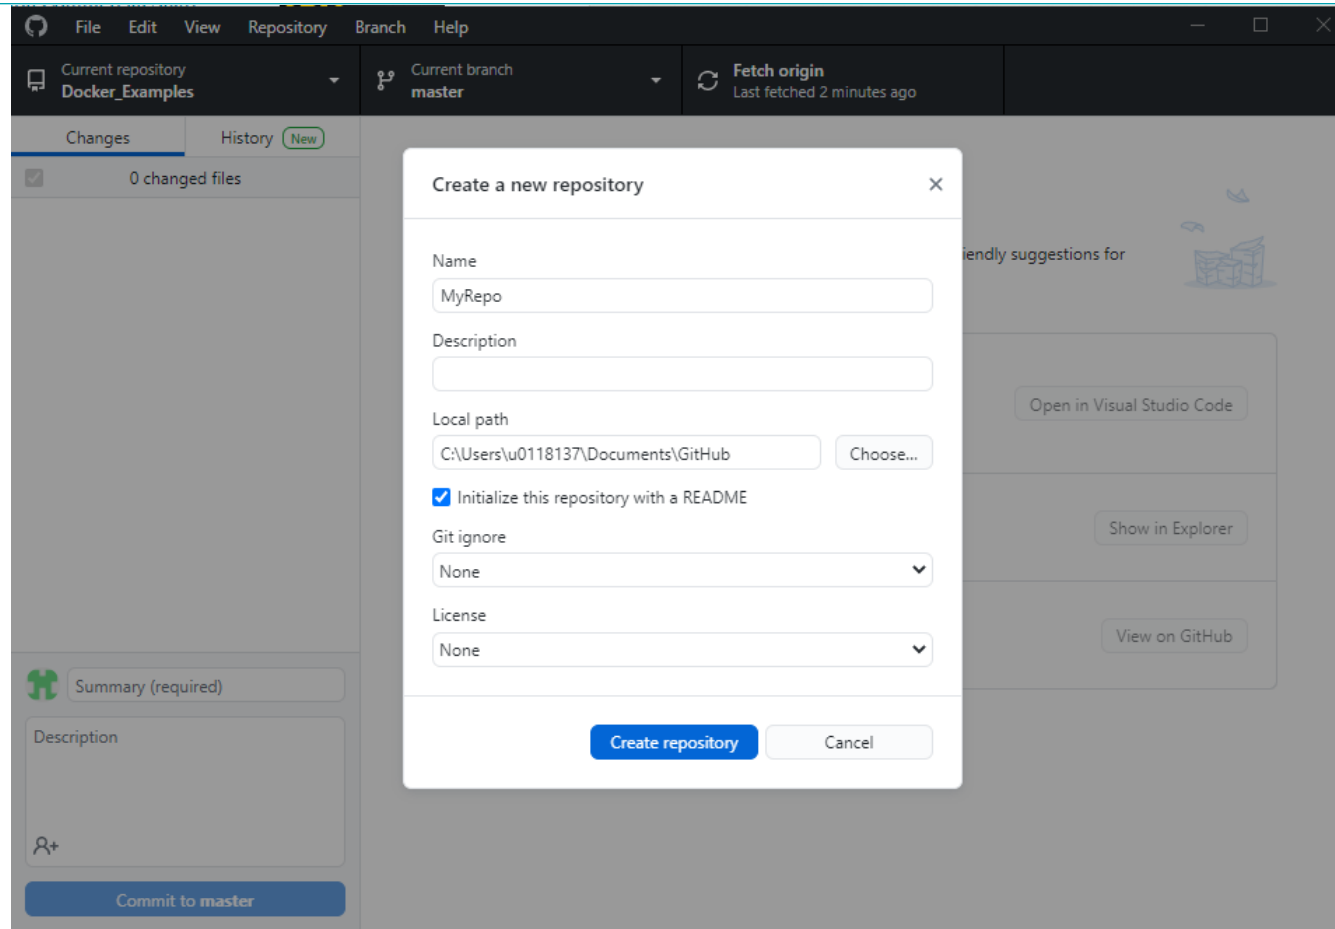 File Edit View Repository Branch Help
Current repository
Docker_Examples
Current branch
master
Fetch origin
Last fetched 2 minutes ago
Changes
History New
0 changed files
Create a new repository
iendly suggestions for
Name
MyRepo
Description
Local path
C:\Users\u0118137\Documents\GitHub
Choose...
Initialize this repository with a README
Git ignore
None
License
None
Create repository
Cancel
Open in Visual Studio Code
Show in Explorer
View on GitHub
Summary (required)
Description
Commit to master